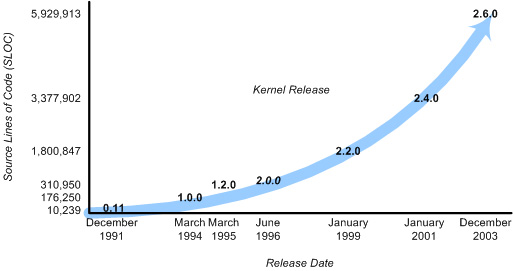 5,929,913
2.6.0
Source Lines of Code (SLOC)
Kernel Release
3,377,902
2.4.0
1,800,847
2.2.0
310,950
1.2.0
2.0.0
176,250
1.0.0
10,239
0.11
December 1991
March 1994
March 1995
June 1996
January 1999
January 2001
December 2003
Release Date